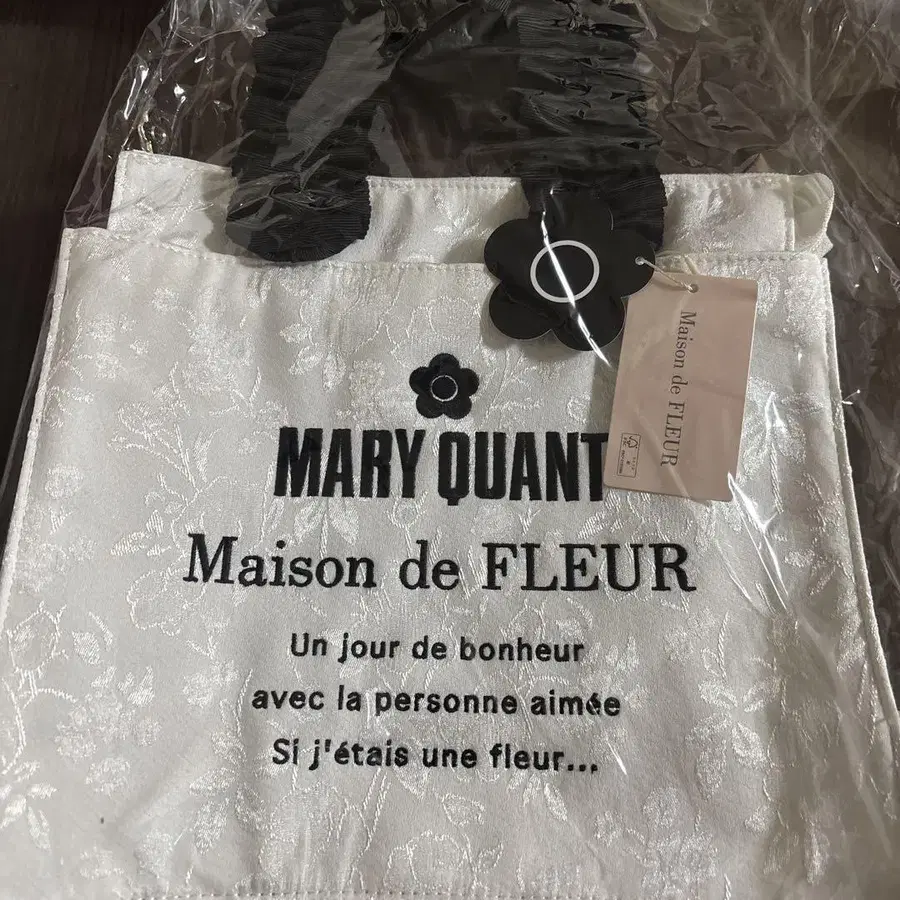 MARY QUANT
Maison de FLEUR
Un jour de bonheur
avec la personne aimée
Si j'étais une fleur...
Maison de FLEUR